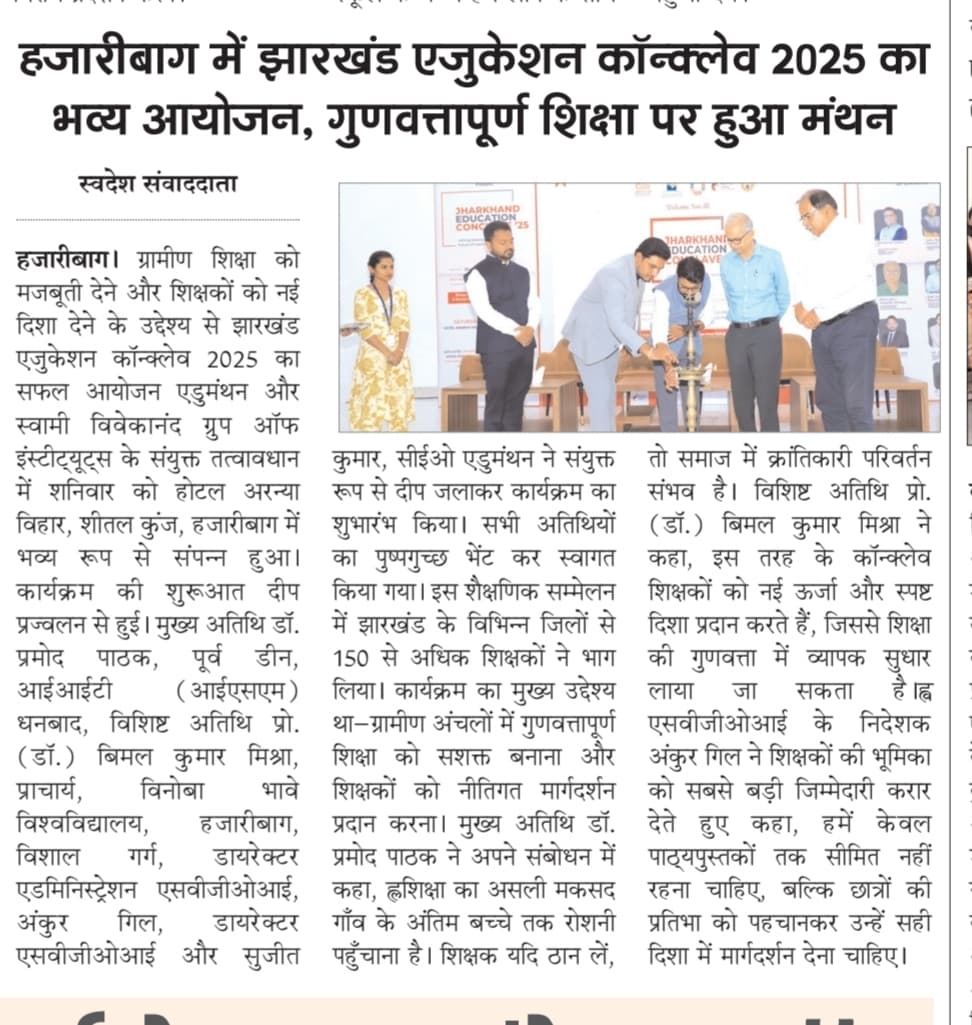 हजारीबाग में झारखंड एजुकेशन कॉन्क्लेव 2025 का
भव्य आयोजन, गुणवत्तापूर्ण शिक्षा पर हुआ मंथन
स्वदेश संवाददाता
हजारीबाग। ग्रामीण शिक्षा को
मजबूती देने और शिक्षकों को नई
दिशा देने के उद्देश्य से झारखंड
एजुकेशन कॉन्क्लेव 2025 का
सफल आयोजन एडुमंथन और
स्वामी विवेकानंद ग्रुप ऑफ
इंस्टीट्यूट्स के संयुक्त तत्वावधान
में शनिवार को होटल अरन्या
विहार, शीतल कुंज, हजारीबाग में
भव्य रूप से संपन्न हुआ।
कार्यक्रम की शुरूआत दीप
प्रज्वलन से हुई। मुख्य अतिथि डॉ.
प्रमोद पाठक, पूर्व डीन,
आईआईटी (आईएसएम)
धनबाद, विशिष्ट अतिथि प्रो.
(डॉ.) बिमल कुमार मिश्रा,
प्राचार्य, विनोबा भावे
विश्वविद्यालय, हजारीबाग,
विशाल गर्ग, डायरेक्टर
एडमिनिस्ट्रेशन एसवीजीओआई,
अंकुर गिल, डायरेक्टर
एसवीजीओआई और सुजीत
JHARKHAND
EDUCATION
JHARKHAND
EDUCATION
कुमार, सीईओ एडुमंथन ने संयुक्त
रूप से दीप जलाकर कार्यक्रम का
शुभारंभ किया। सभी अतिथियों
का पुष्पगुच्छ भेंट कर स्वागत
किया गया। इस शैक्षणिक सम्मेलन
में झारखंड के विभिन्न जिलों से
150 से अधिक शिक्षकों ने भाग
लिया। कार्यक्रम का मुख्य उद्देश्य
था–ग्रामीण अंचलों में गुणवत्तापूर्ण
शिक्षा को सशक्त बनाना और
शिक्षकों को नीतिगत मार्गदर्शन
प्रदान करना। मुख्य अतिथि डॉ.
प्रमोद पाठक ने अपने संबोधन में
कहा, ह्लशिक्षा का असली मकसद
गाँव के अंतिम बच्चे तक रोशनी
पहुँचाना है। शिक्षक यदि ठान लें,
तो समाज में क्रांतिकारी परिवर्तन
संभव है। विशिष्ट अतिथि प्रो.
(डॉ.) बिमल कुमार मिश्रा ने
कहा, इस तरह के कॉन्क्लेव
शिक्षकों को नई ऊर्जा और स्पष्ट
दिशा प्रदान करते हैं, जिससे शिक्षा
की गुणवत्ता में व्यापक सुधार
लाया जा सकता है।ह्व
एसवीजीओआई के निदेशक
अंकुर गिल ने शिक्षकों की भूमिका
को सबसे बड़ी जिम्मेदारी करार
देते हुए कहा, हमें केवल
पाठ्यपुस्तकों तक सीमित नहीं
रहना चाहिए, बल्कि छात्रों की
प्रतिभा को पहचानकर उन्हें सही
दिशा में मार्गदर्शन देना चाहिए।